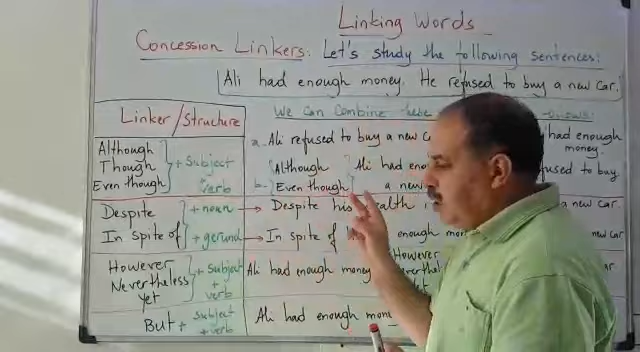 Linking Words
Concession Linkers: Let's study the following sentences:
Ali had enough money. He refused to buy a new car.
Linker/Structure
We can combine these
Although
Though
Even though
+ Subject
+ verb
a. Ali refused to buy a new had enough
money.
b. Although
Even though
Ali had refused to buy
a new
Despite
In spite of
+ noun
+ gerund
Despite his wealth a new car.
In spite of enough new car
However
Nevertheless
yet
+ subject
+
verb
Ali had enough money
However
But + subject
+ verb
Ali had enough